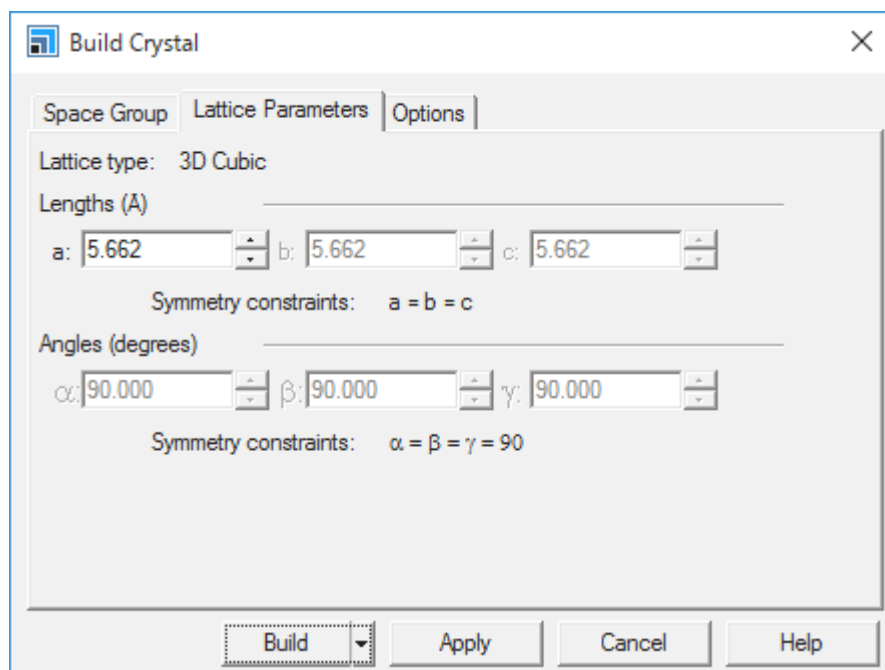 Build Crystal
Space Group Lattice Parameters Options
Lattice type: 3D Cubic
Lengths (Å)
a: 5.662 b: 5.662 c: 5.662
Symmetry constraints: a = b = c
Angles (degrees)
α: 90.000 β: 90.000 γ: 90.000
Symmetry constraints: α = β = γ = 90
Build Apply Cancel Help